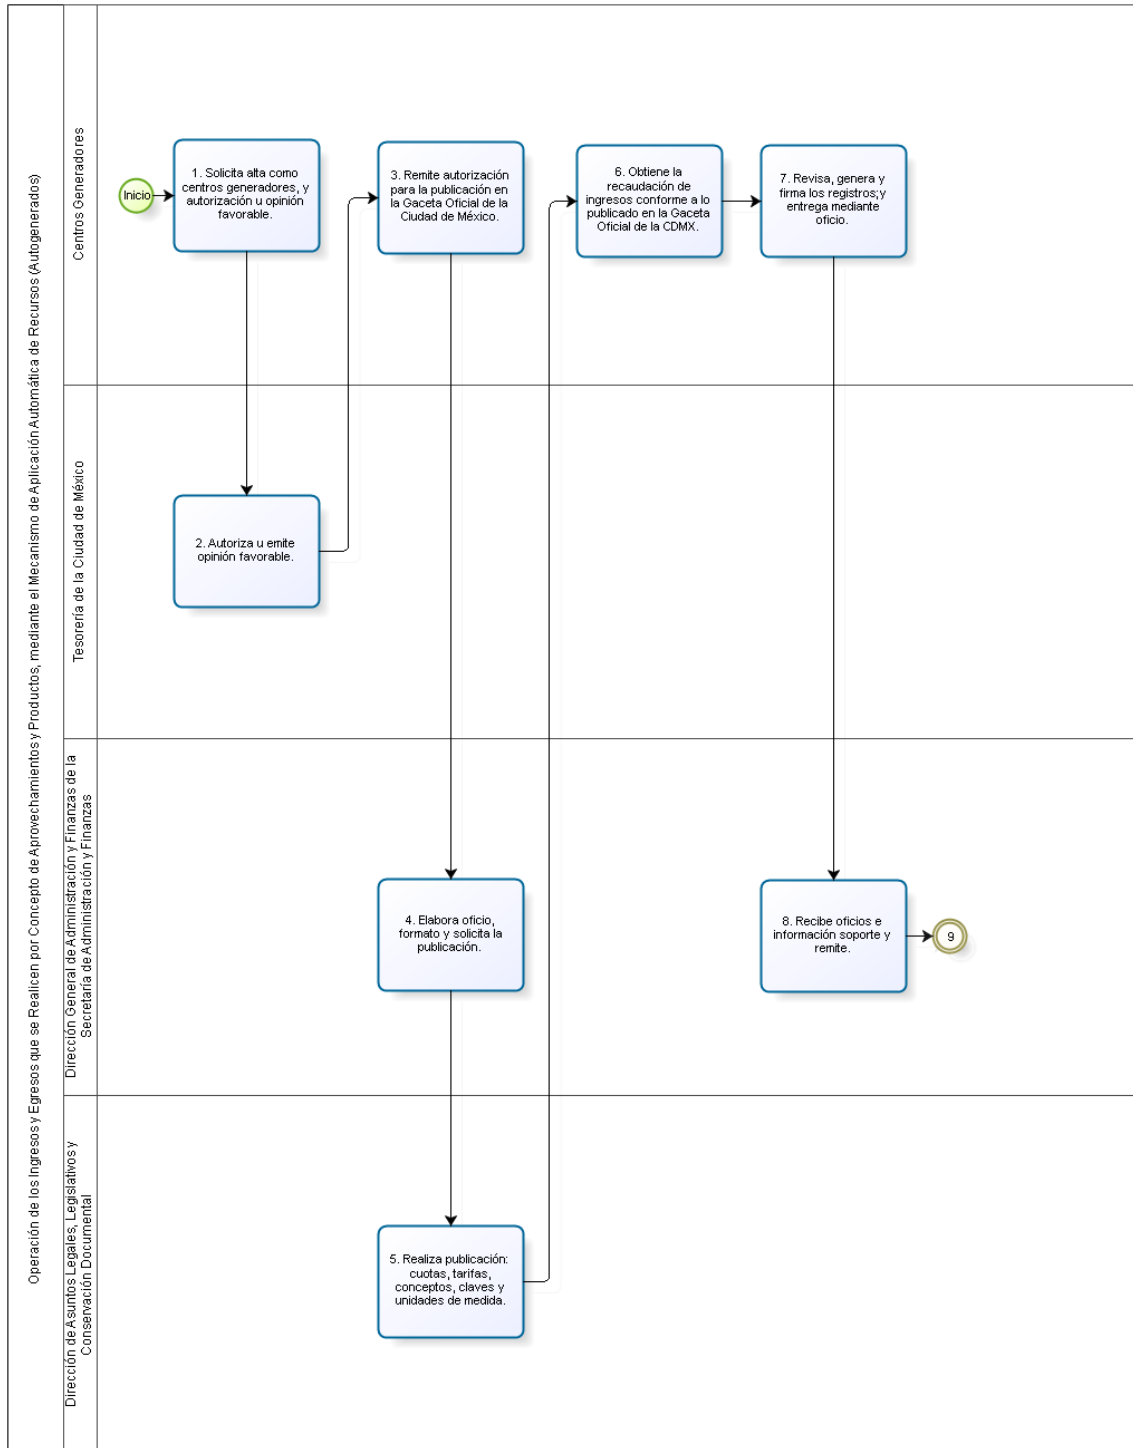 Operación de los Ingresos y Egresos que se Realicen por Concepto de Aprovechamientos y Productos, mediante el Mecanismo de Aplicación Automática de Recursos (Autogenerados)
Centros Generadores
Inicio
1. Solicita alta como
centros generadores, y
autorización u opinión
favorable.
3. Remite autorización
para la publicación en
la Gaceta Oficial de la
Ciudad de México.
6. Obtiene la
recaudación de
ingresos conforme a lo
publicado en la Gaceta
Oficial de la CDMX.
7. Revisa, genera y
firma los registros; y
entrega mediante
oficio.
Tesorería de la Ciudad de México
2. Autoriza u emite
opinión favorable.
Dirección General de Administración y Finanzas de la
Secretaría de Administración y Finanzas
4. Elabora oficio,
formato y solicita la
publicación.
8. Recibe oficios e
información soporte y
remite.
9
Dirección de Asuntos Legales, Legislativos y
Conservación Documental
5. Realiza publicación:
cuotas, tarifas,
conceptos, claves y
unidades de medida.